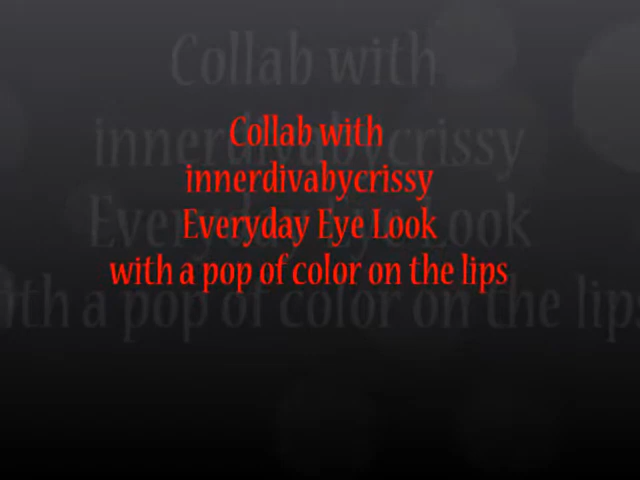 Collab with
innerdivabycrissy
Everyday Eye Look
with a pop of color on the lips